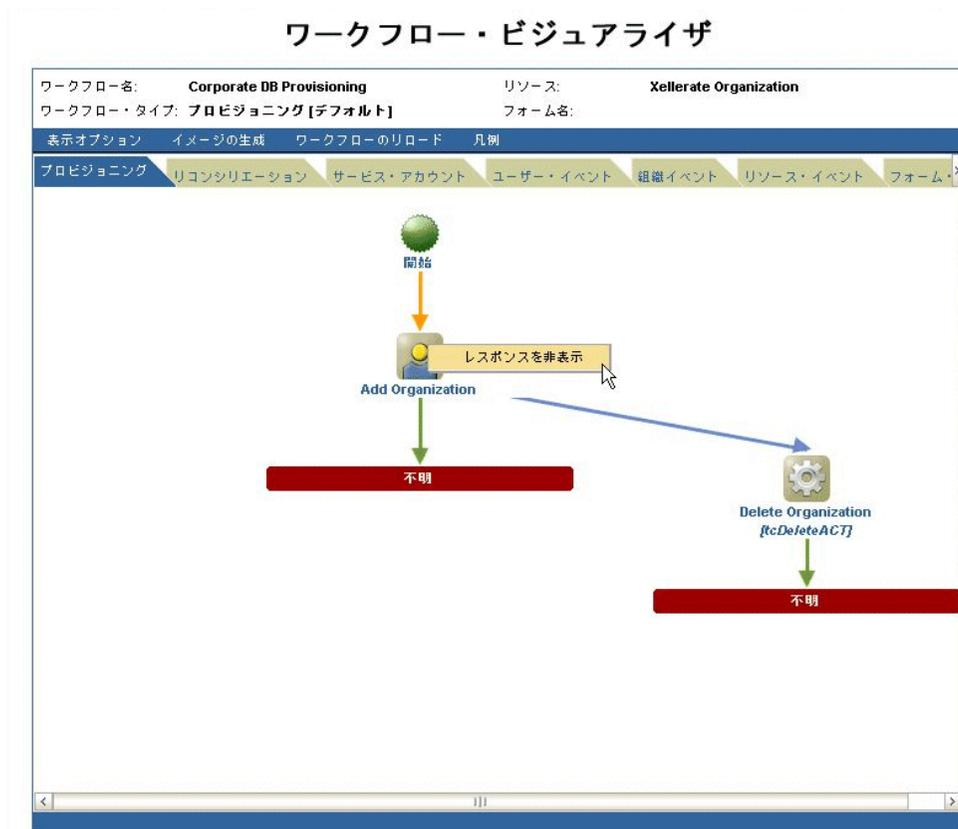 ワークフロー・ビジュアライザ
ワークフロー名: Corporate DB Provisioning リソース: Xellerate Organization
ワークフロー・タイプ: プロビジョニング [デフォルト] フォーム名:
表示オプション イメージの生成 ワークフローのリロード 凡例
プロビジョニング リコンシリエーション サービス・アカウント ユーザー・イベント 組織イベント リソース・イベント フォーム・
開始
レスポンスを非表示
Add Organization
不明
Delete Organization
[tcDeleteACT]
不明